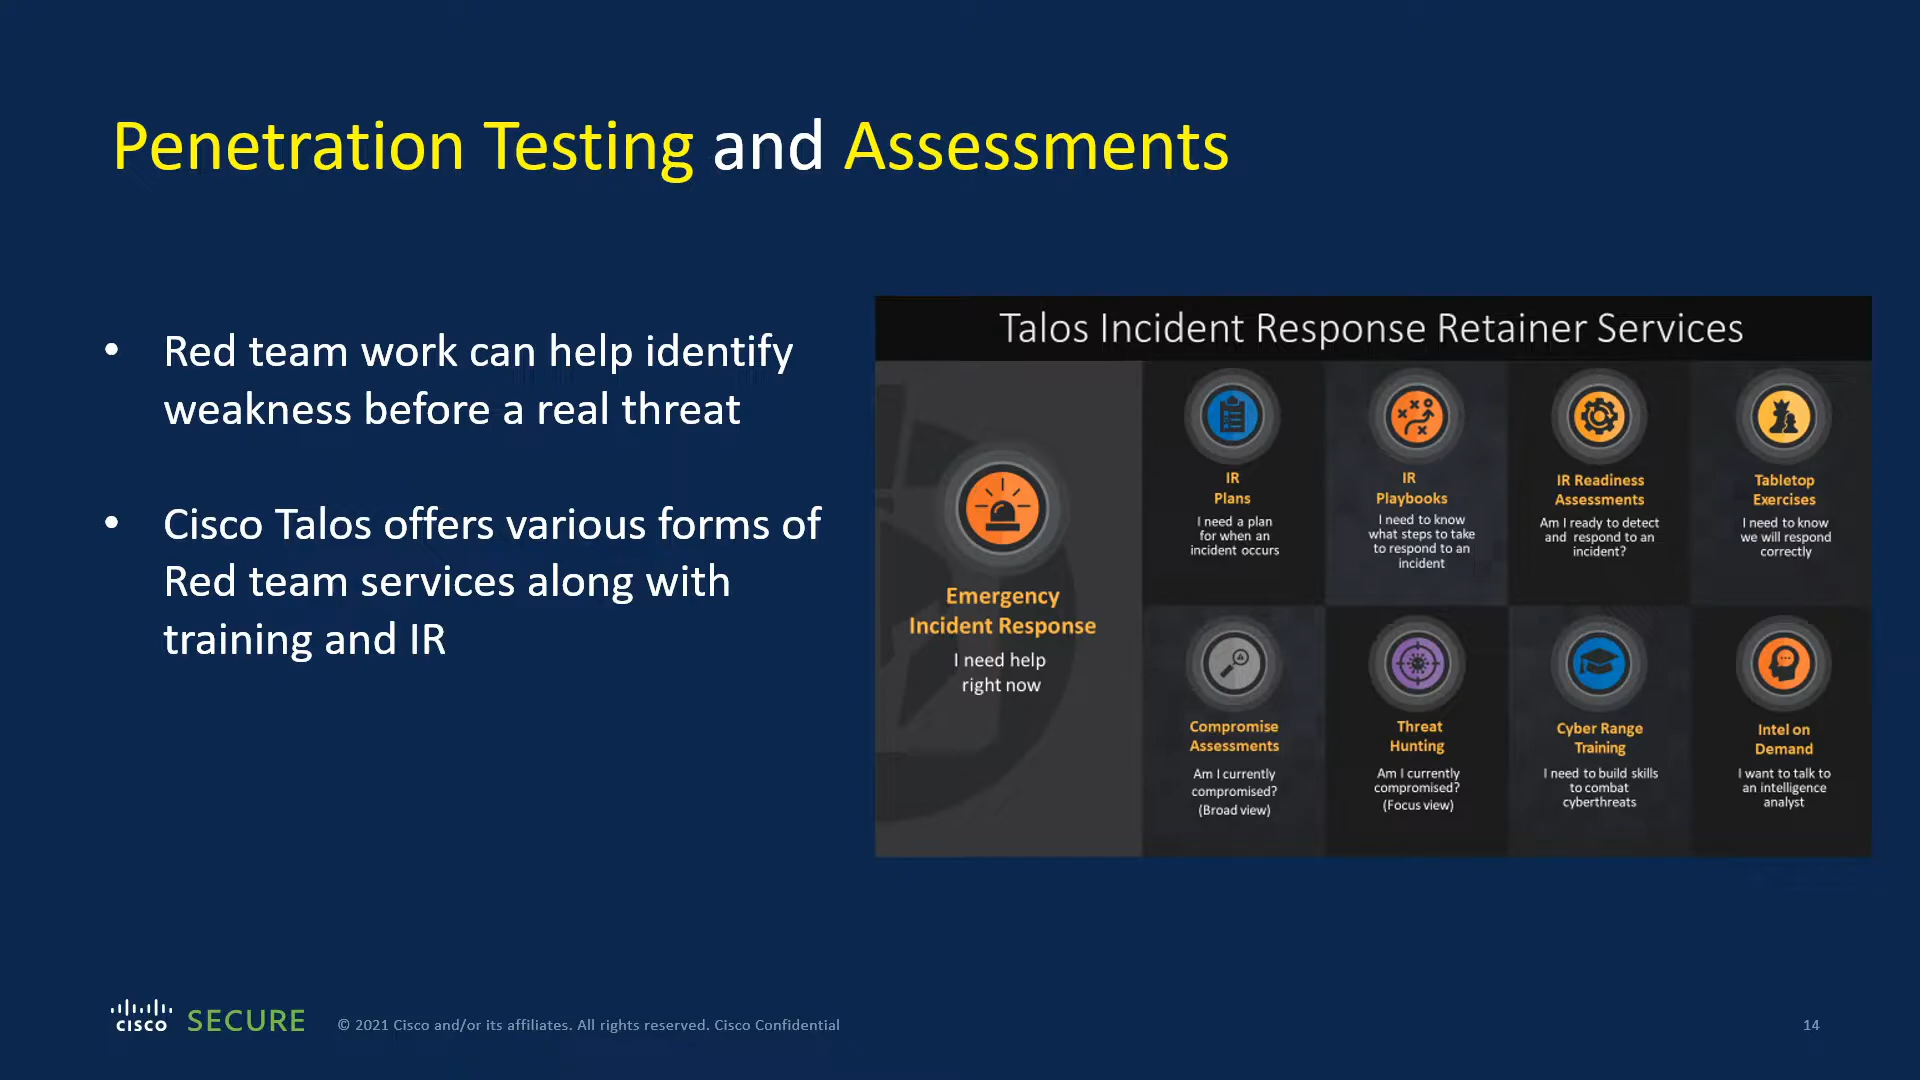 Penetration Testing and Assessments
• Red team work can help identify
weakness before a real threat
• Cisco Talos offers various forms of
Red team services along with
training and IR
Talos Incident Response Retainer Services
Emergency
Incident Response
I need help
right now
IR
Plans
I need a plan
for when an
incident occurs
IR
Playbooks
I need to know
what steps to take
to respond to an
incident
IR Readiness
Assessments
Am I ready to detect
and respond to an
incident?
Tabletop
Exercises
I need to know
we will respond
correctly
Compromise
Assessments
Am I currently
compromised?
(Broad view)
Threat
Hunting
Am I currently
compromised?
(Focus view)
Cyber Range
Training
I need to build skills
to combat
cyberthreats
Intel on
Demand
I want to talk to
an intelligence
analyst
CISCO SECURE
© 2021 Cisco and/or its affiliates. All rights reserved. Cisco Confidential
14